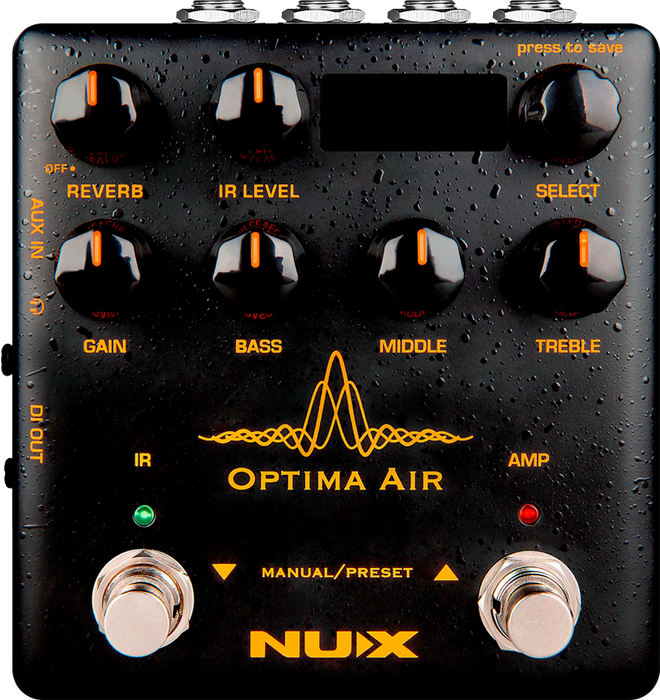 press to save
OFF
REVERB
IR LEVEL
SELECT
AUX IN
GAIN
BASS
MIDDLE
TREBLE
DI OUT
OPTIMA AIR
IR
AMP
MANUAL/PRESET
NUX